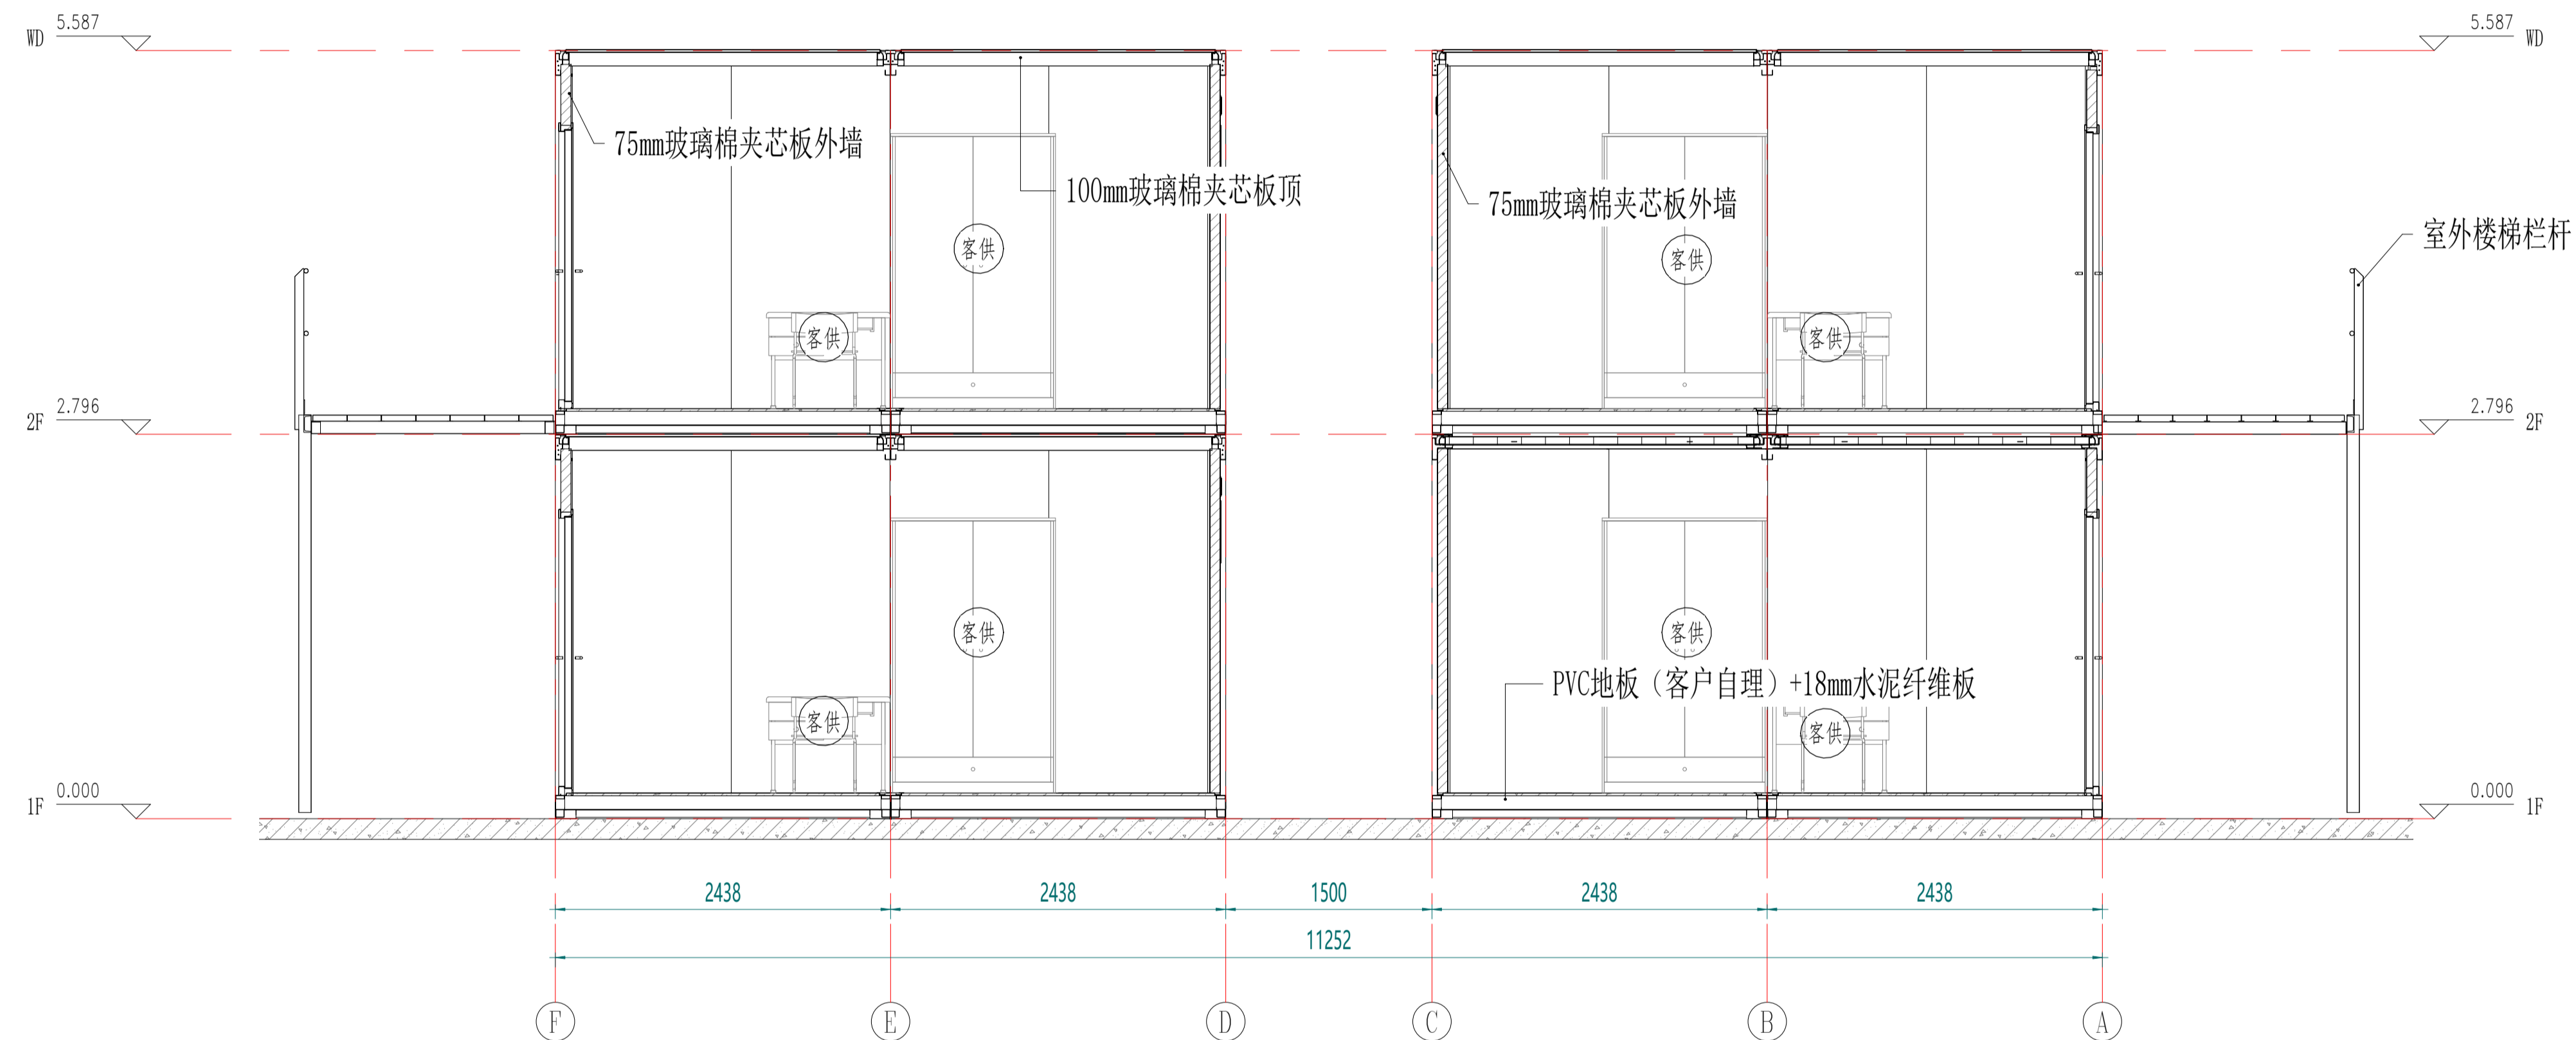 5.587
WD
5.587
WD
75mm玻璃棉夹芯板外墙
100mm玻璃棉夹芯板顶
75mm玻璃棉夹芯板外墙
室外楼梯栏杆
客供
客供
客供
客供
2F
2.796
2.796
2F
客供
客供
PVC地板（客户自理）+18mm水泥纤维板
客供
客供
1F
0.000
0.000
1F
2438
2438
1500
2438
2438
11252
F
E
D
C
B
A